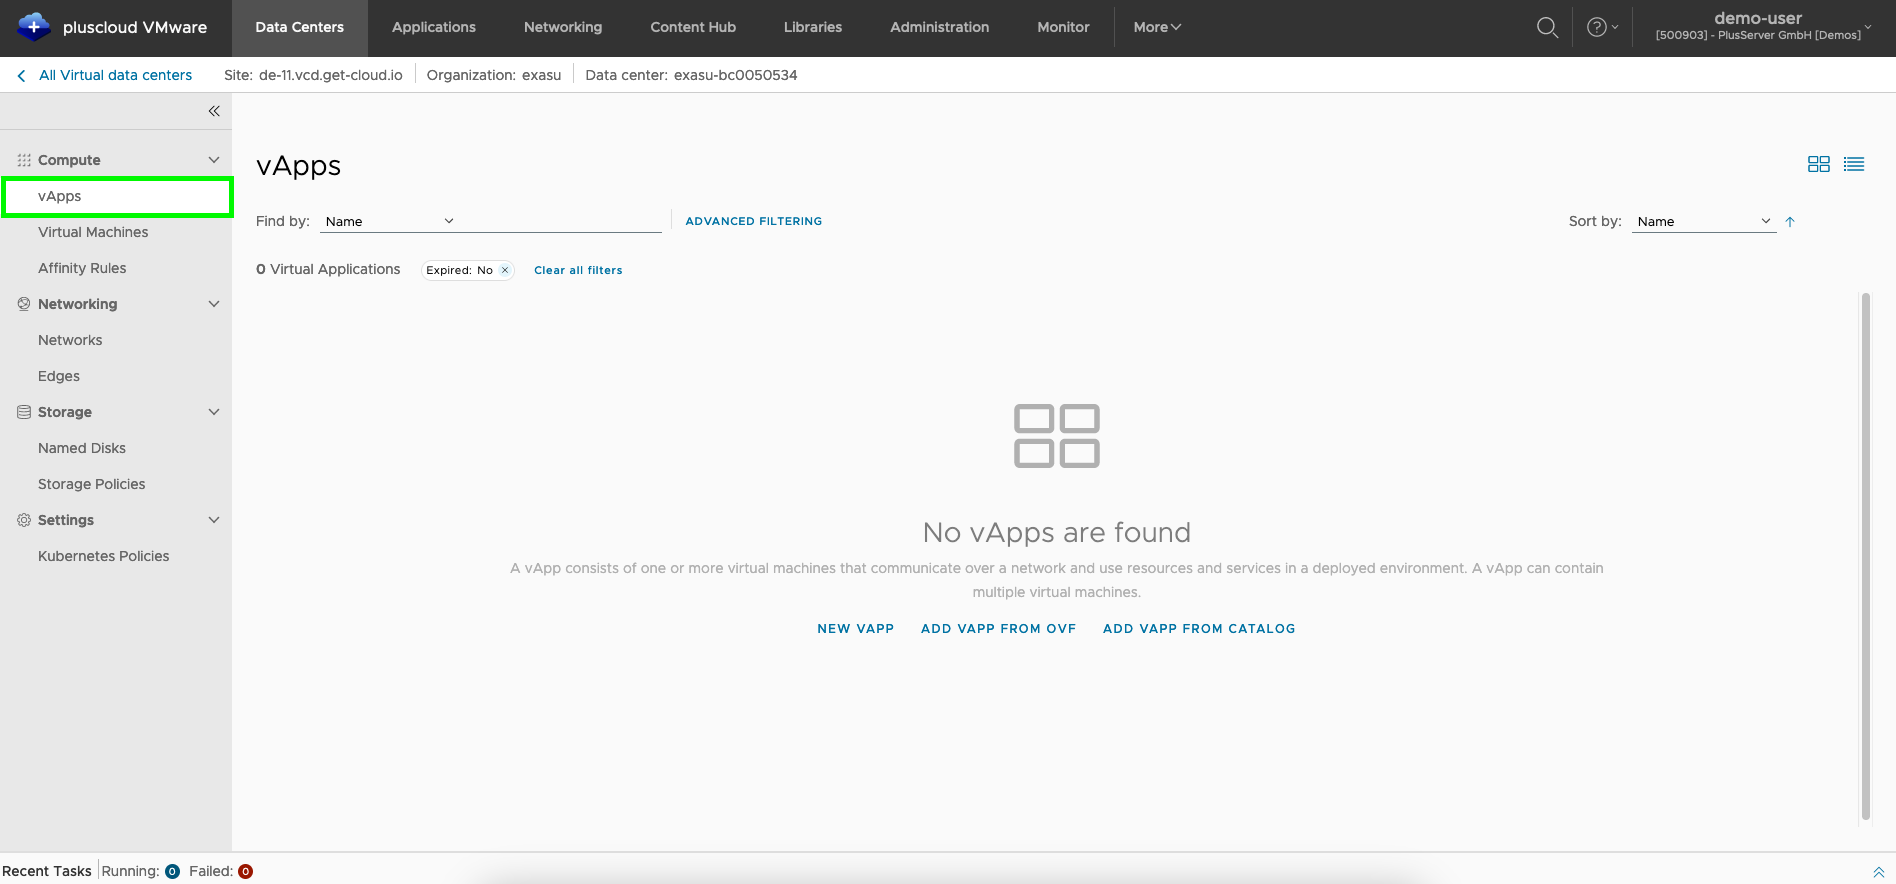 pluscloud VMware
Data Centers
Applications
Networking
Content Hub
Libraries
Administration
Monitor
More
demo-user
[500903] - PlusServer GmbH [Demos]
All Virtual data centers
Site: de-11.vcd.get-cloud.io
Organization: exasu
Data center: exasu-bc0050534
Compute
vApps
Virtual Machines
Affinity Rules
Networking
Networks
Edges
Storage
Named Disks
Storage Policies
Settings
Kubernetes Policies
vApps
Find by: Name
ADVANCED FILTERING
Sort by: Name
0 Virtual Applications
Expired: No
Clear all filters
No vApps are found
A vApp consists of one or more virtual machines that communicate over a network and use resources and services in a deployed environment. A vApp can contain
multiple virtual machines.
NEW VAPP
ADD VAPP FROM OVF
ADD VAPP FROM CATALOG
Recent Tasks
Running: 0
Failed: 0